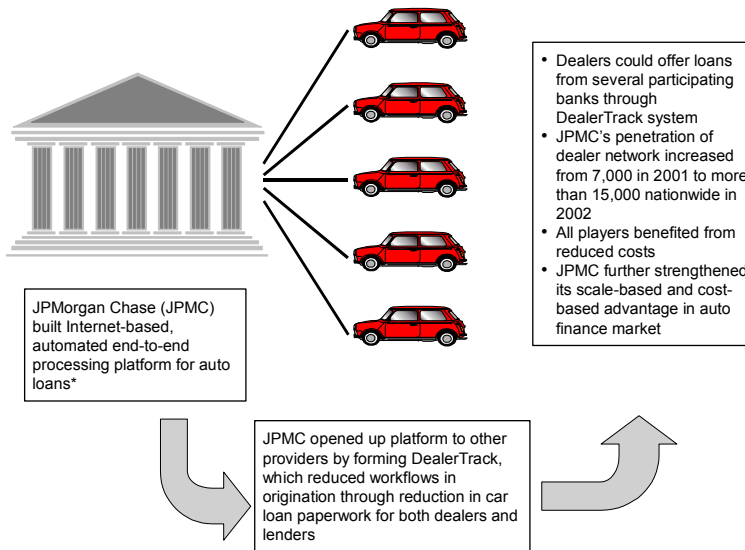 JPMorgan Chase (JPMC)
built Internet-based,
automated end-to-end
processing platform for auto
loans*
JPMC opened up platform to other
providers by forming DealerTrack,
which reduced workflows in
origination through reduction in car
loan paperwork for both dealers and
lenders
• Dealers could offer loans
from several participating
banks through
DealerTrack system
• JPMC’s penetration of
dealer network increased
from 7,000 in 2001 to more
than 15,000 nationwide in
2002
• All players benefited from
reduced costs
• JPMC further strengthened
its scale-based and cost-
based advantage in auto
finance market